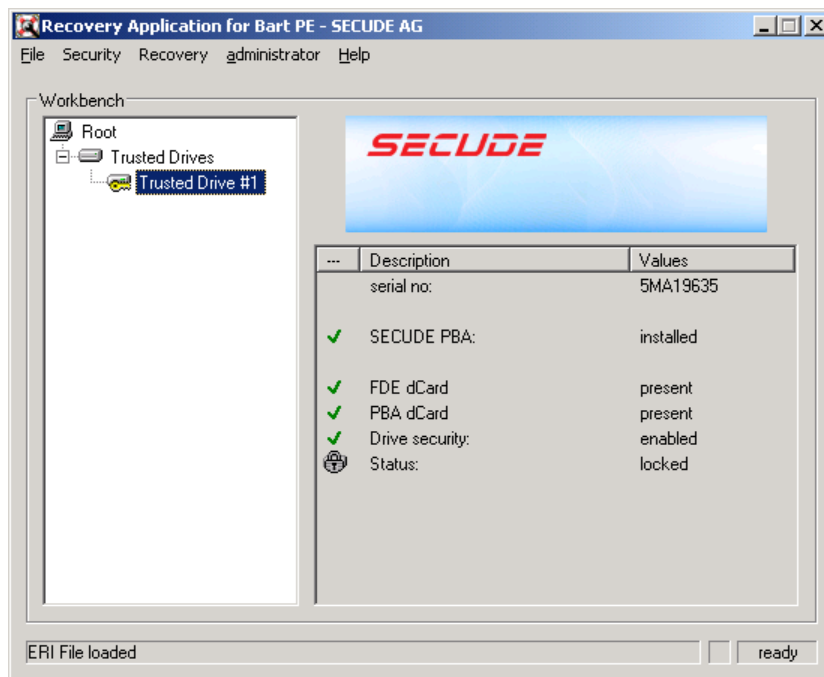 Recovery Application for Bart PE - SECUDE AG
File Security Recovery administrator Help
Workbench
Root
Trusted Drives
Trusted Drive #1
SECUDE
--- Description Values
serial no: 5MA19635
SECUDE PBA: installed
FDE dCard present
PBA dCard present
Drive security: enabled
Status: locked
ERI File loaded ready